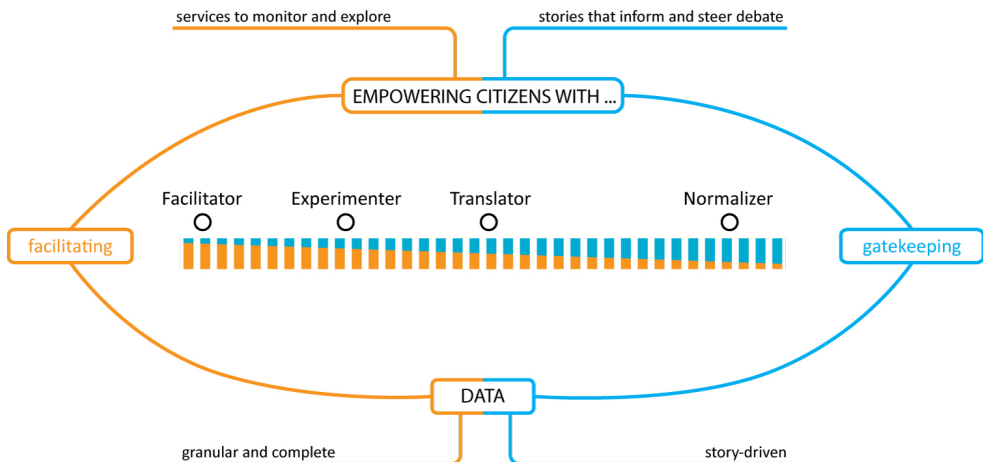 services to monitor and explore
stories that inform and steer debate
EMPOWERING CITIZENS WITH ...
Facilitator
Experimenter
Translator
Normalizer
facilitating
gatekeeping
DATA
granular and complete
story-driven